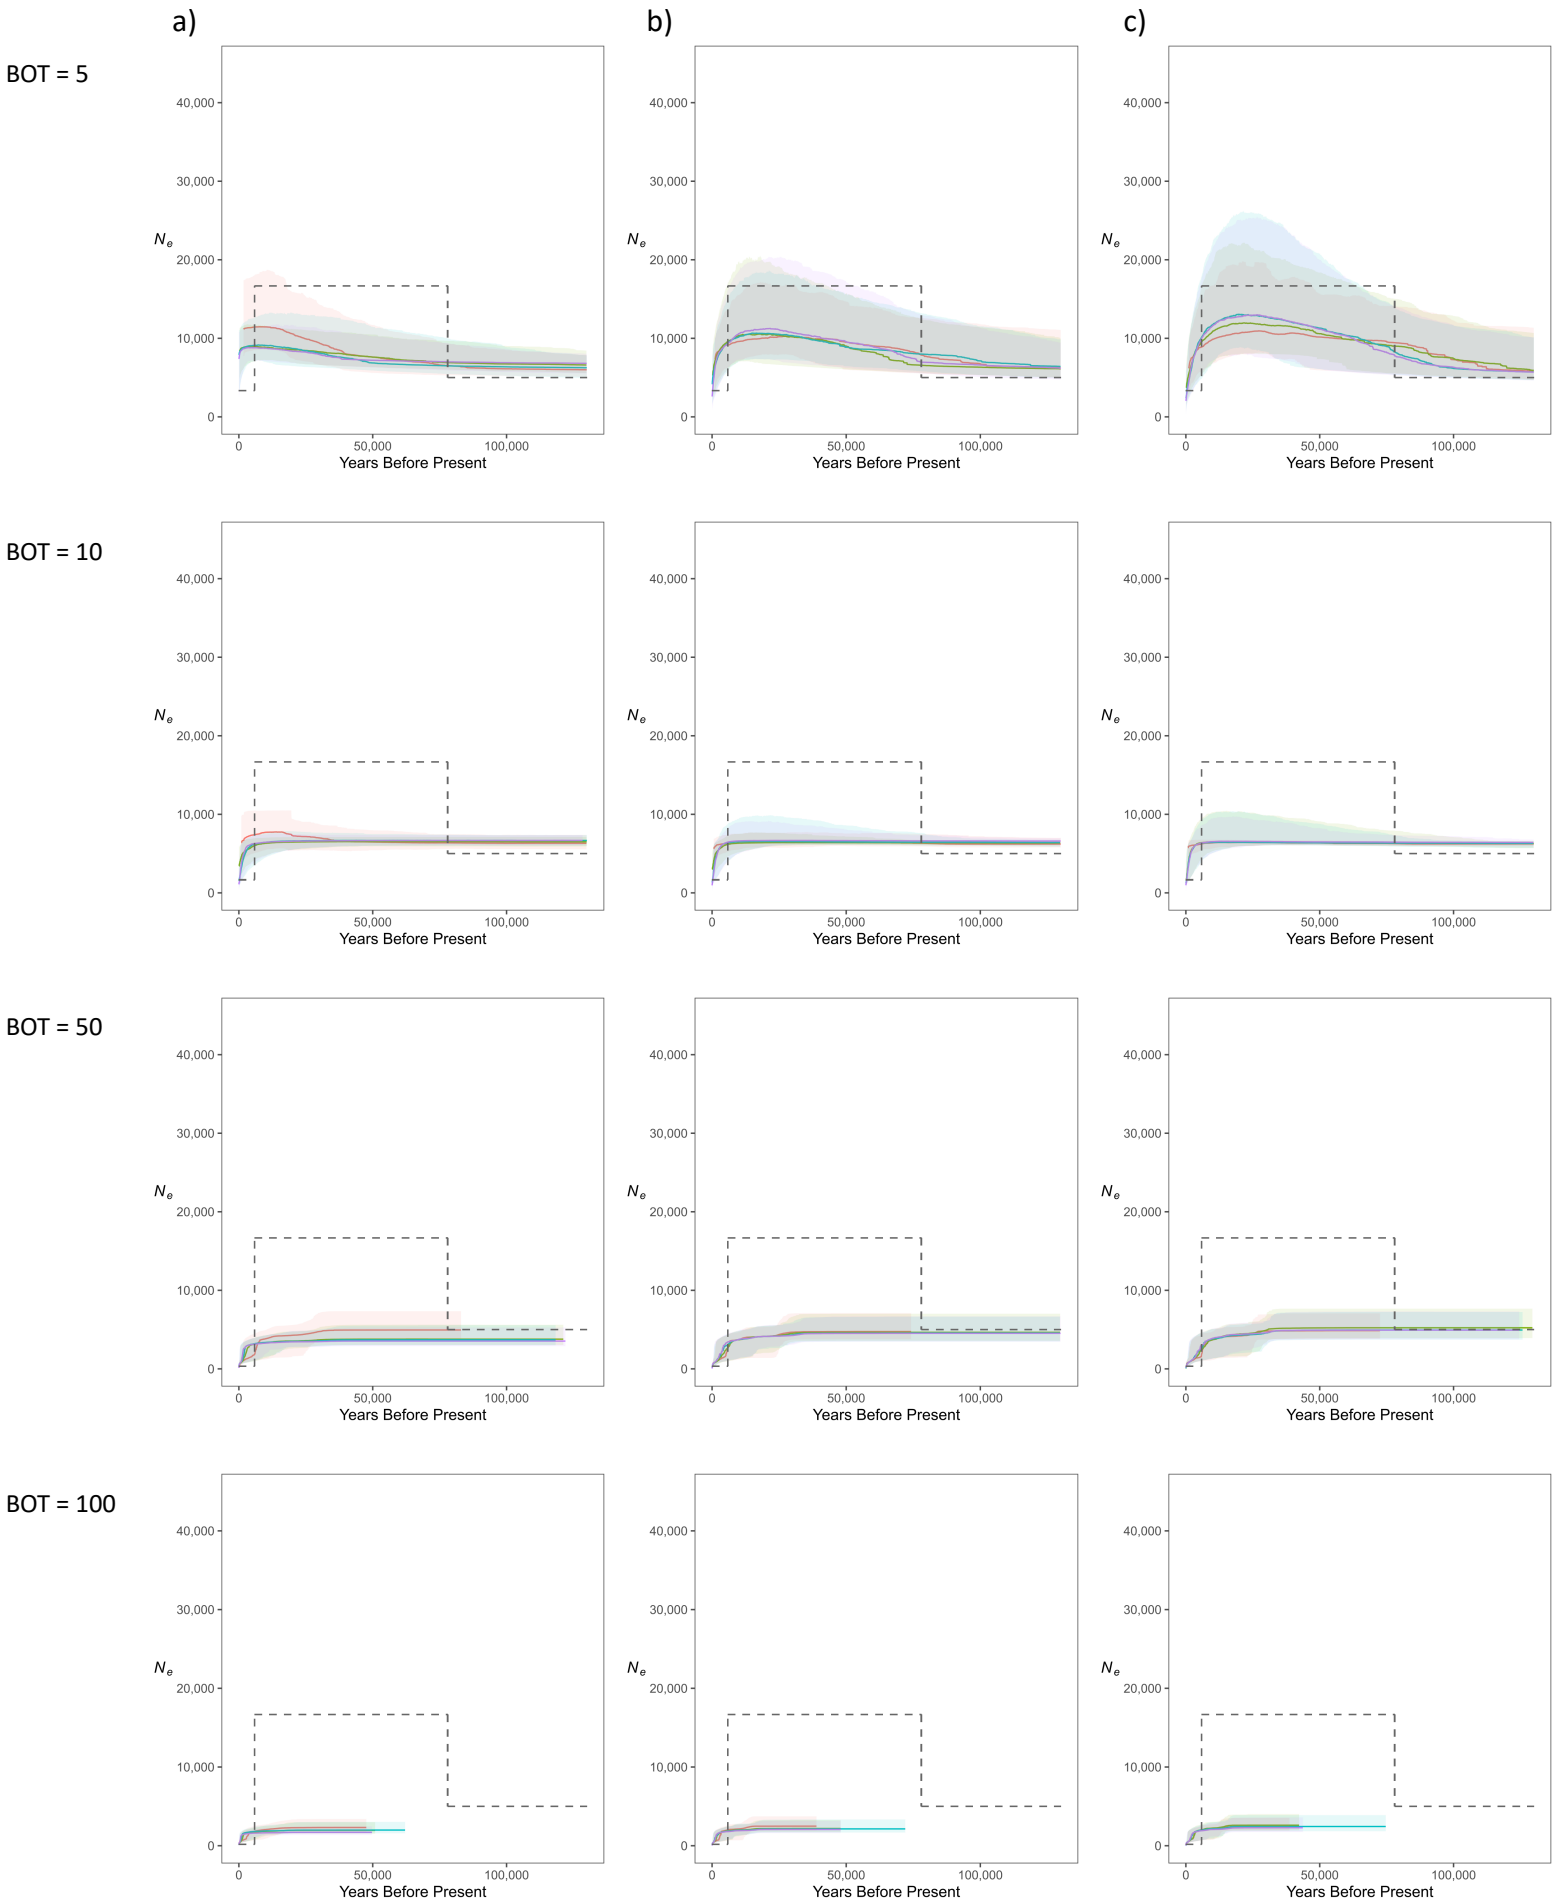 a) b) c)
BOT = 5
40,000 40,000 40,000
30,000 30,000 30,000
Ne Ne Ne
20,000 20,000 20,000
10,000 10,000 10,000
0 0 0
0 50,000 100,000 0 50,000 100,000 0 50,000 100,000
Years Before Present Years Before Present Years Before Present
BOT = 10
40,000 40,000 40,000
30,000 30,000 30,000
Ne Ne Ne
20,000 20,000 20,000
10,000 10,000 10,000
0 0 0
0 50,000 100,000 0 50,000 100,000 0 50,000 100,000
Years Before Present Years Before Present Years Before Present
BOT = 50
40,000 40,000 40,000
30,000 30,000 30,000
Ne Ne Ne
20,000 20,000 20,000
10,000 10,000 10,000
0 0 0
0 50,000 100,000 0 50,000 100,000 0 50,000 100,000
Years Before Present Years Before Present Years Before Present
BOT = 100
40,000 40,000 40,000
30,000 30,000 30,000
Ne Ne Ne
20,000 20,000 20,000
10,000 10,000 10,000
0 0 0
0 50,000 100,000 0 50,000 100,000 0 50,000 100,000
Years Before Present Years Before Present Years Before Present